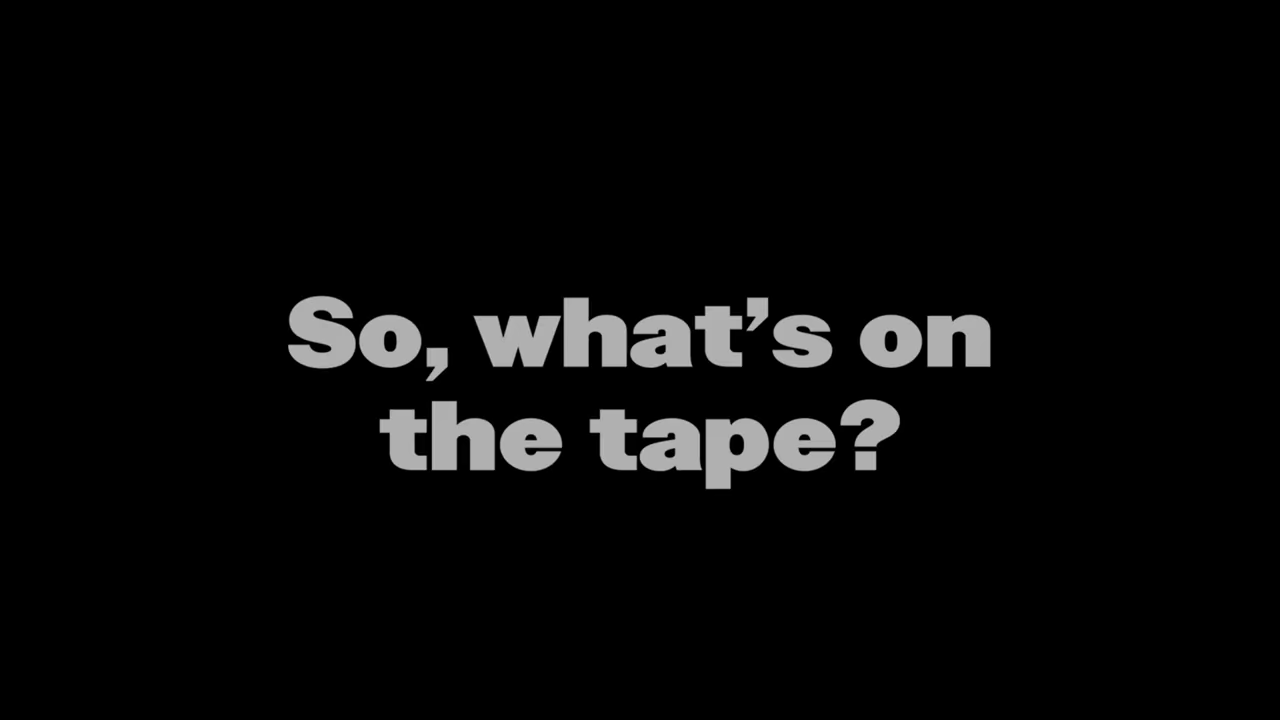 So, what’s on
the tape?